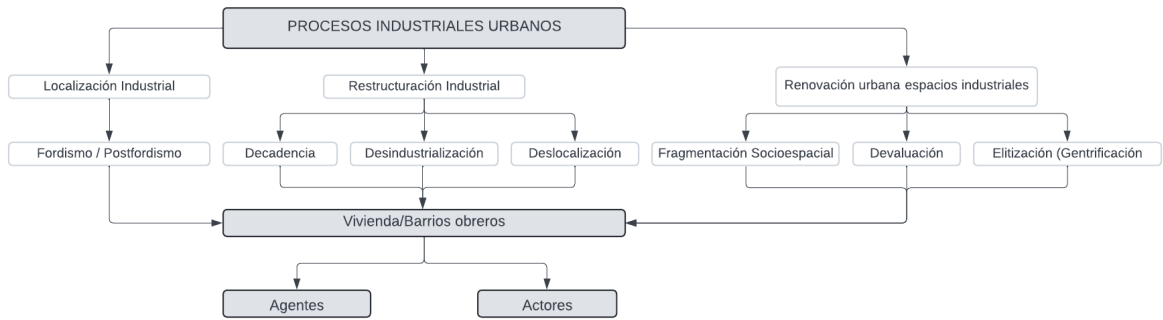 PROCESOS INDUSTRIALES URBANOS
Localización Industrial
Restructuración Industrial
Renovación urbana espacios industriales
Fordismo / Postfordismo
Decadencia
Desindustrialización
Deslocalización
Fragmentación Socioespacial
Devaluación
Elitización (Gentrificación
Vivienda/Barrios obreros
Agentes
Actores